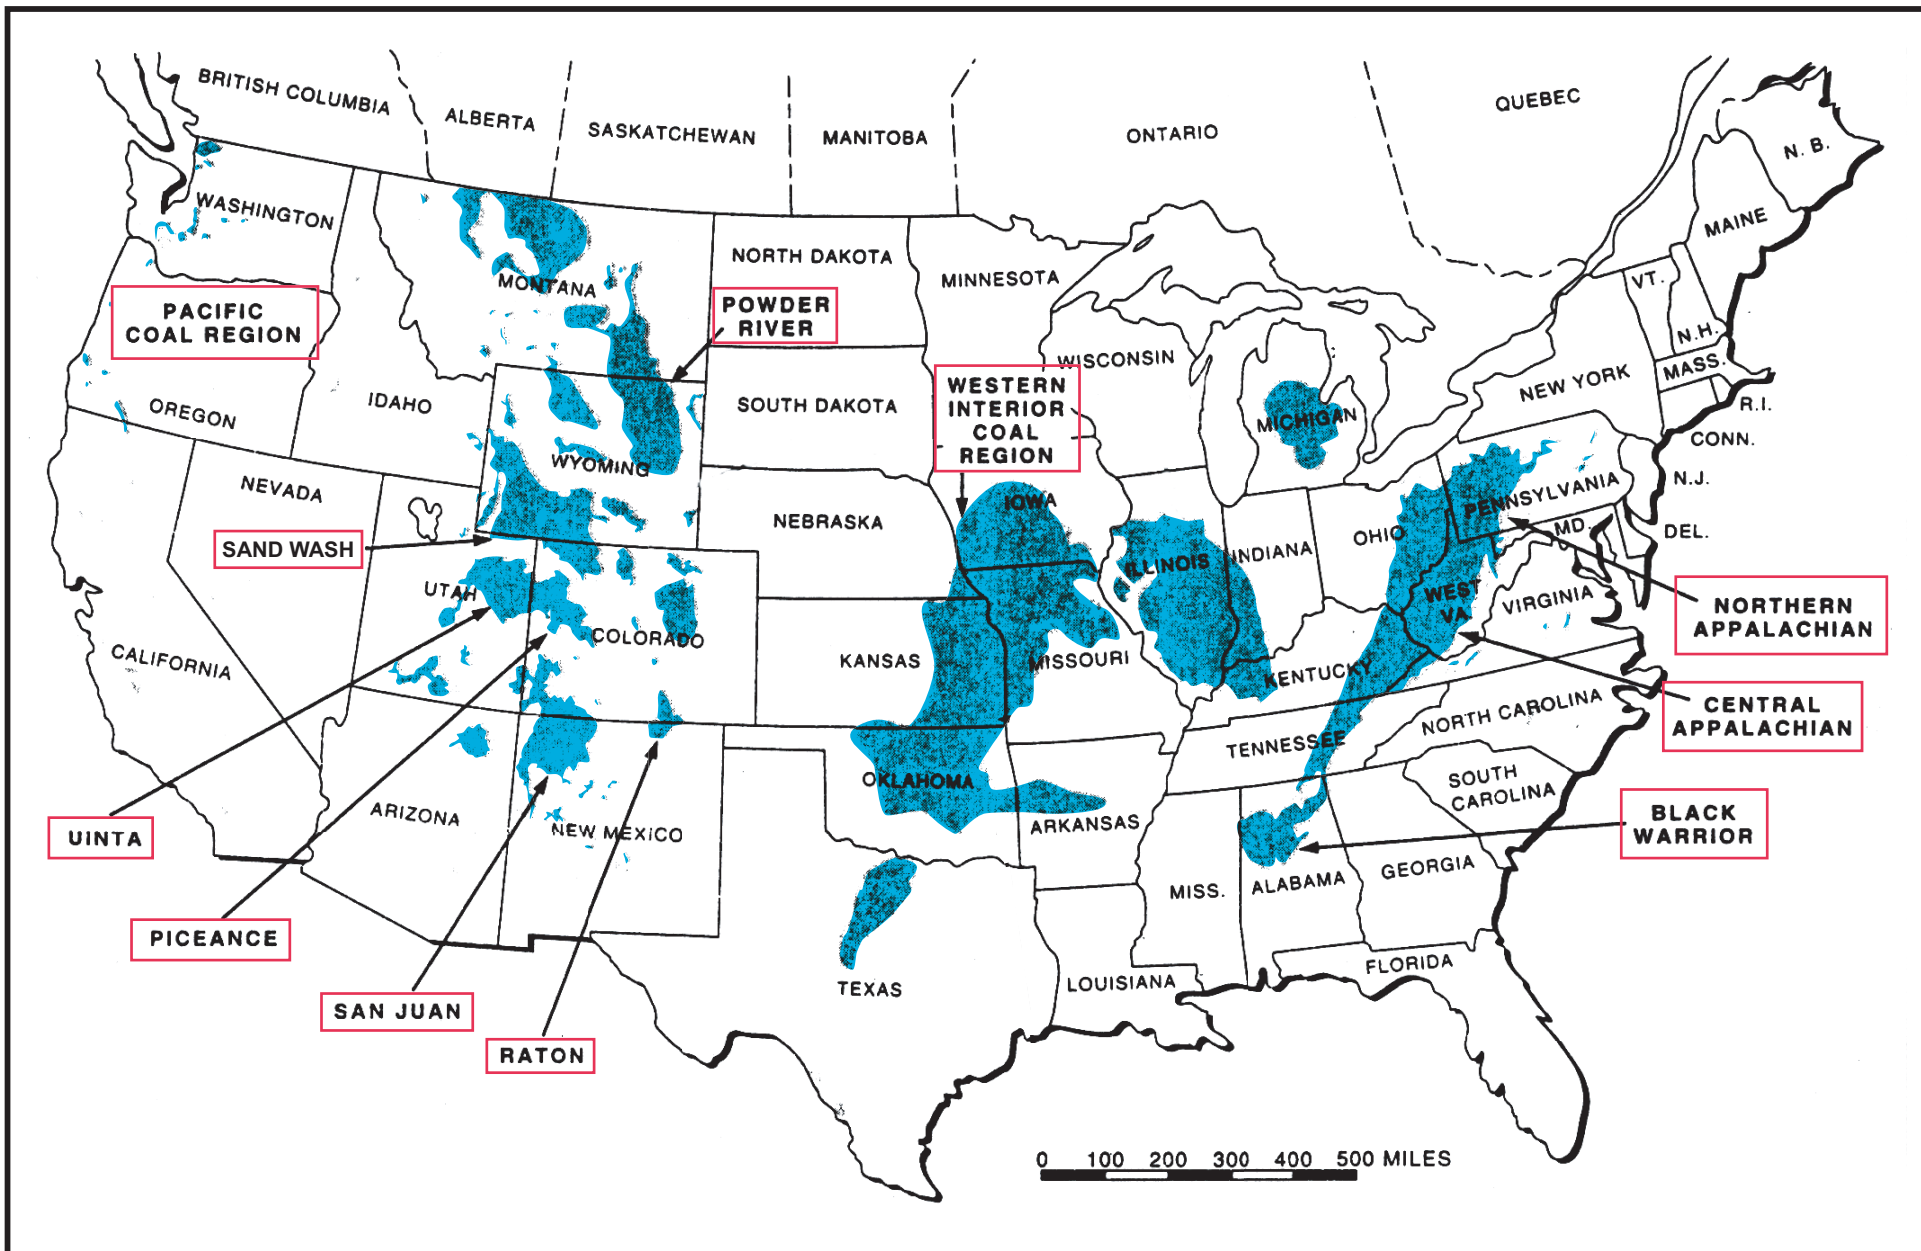 BRITISH COLUMBIA
ALBERTA
SASKATCHEWAN
MANITOBA
ONTARIO
QUEBEC
N. B.
MAINE
WASHINGTON
MONTANA
NORTH DAKOTA
MINNESOTA
VT.
N.H.
MASS.
R.I.
CONN.
N.J.
DEL.
MD.
PACIFIC
COAL REGION
POWDER
RIVER
WISCONSIN
WESTERN
INTERIOR
COAL
REGION
MICHIGAN
NEW YORK
OREGON
IDAHO
SOUTH DAKOTA
WYOMING
NEVADA
NEBRASKA
IOWA
PENNSYLVANIA
SAND WASH
UTAH
COLORADO
ILLINOIS
INDIANA
OHIO
WEST
VA.
VIRGINIA
NORTHERN
APPALACHIAN
CALIFORNIA
KANSAS
MISSOURI
KENTUCKY
CENTRAL
APPALACHIAN
NORTH CAROLINA
TENNESSEE
SOUTH
CAROLINA
UINTA
ARIZONA
NEW MEXICO
OKLAHOMA
ARKANSAS
BLACK
WARRIOR
MISS.
ALABAMA
GEORGIA
PICEANCE
SAN JUAN
RATON
TEXAS
LOUISIANA
FLORIDA
0 100 200 300 400 500 MILES